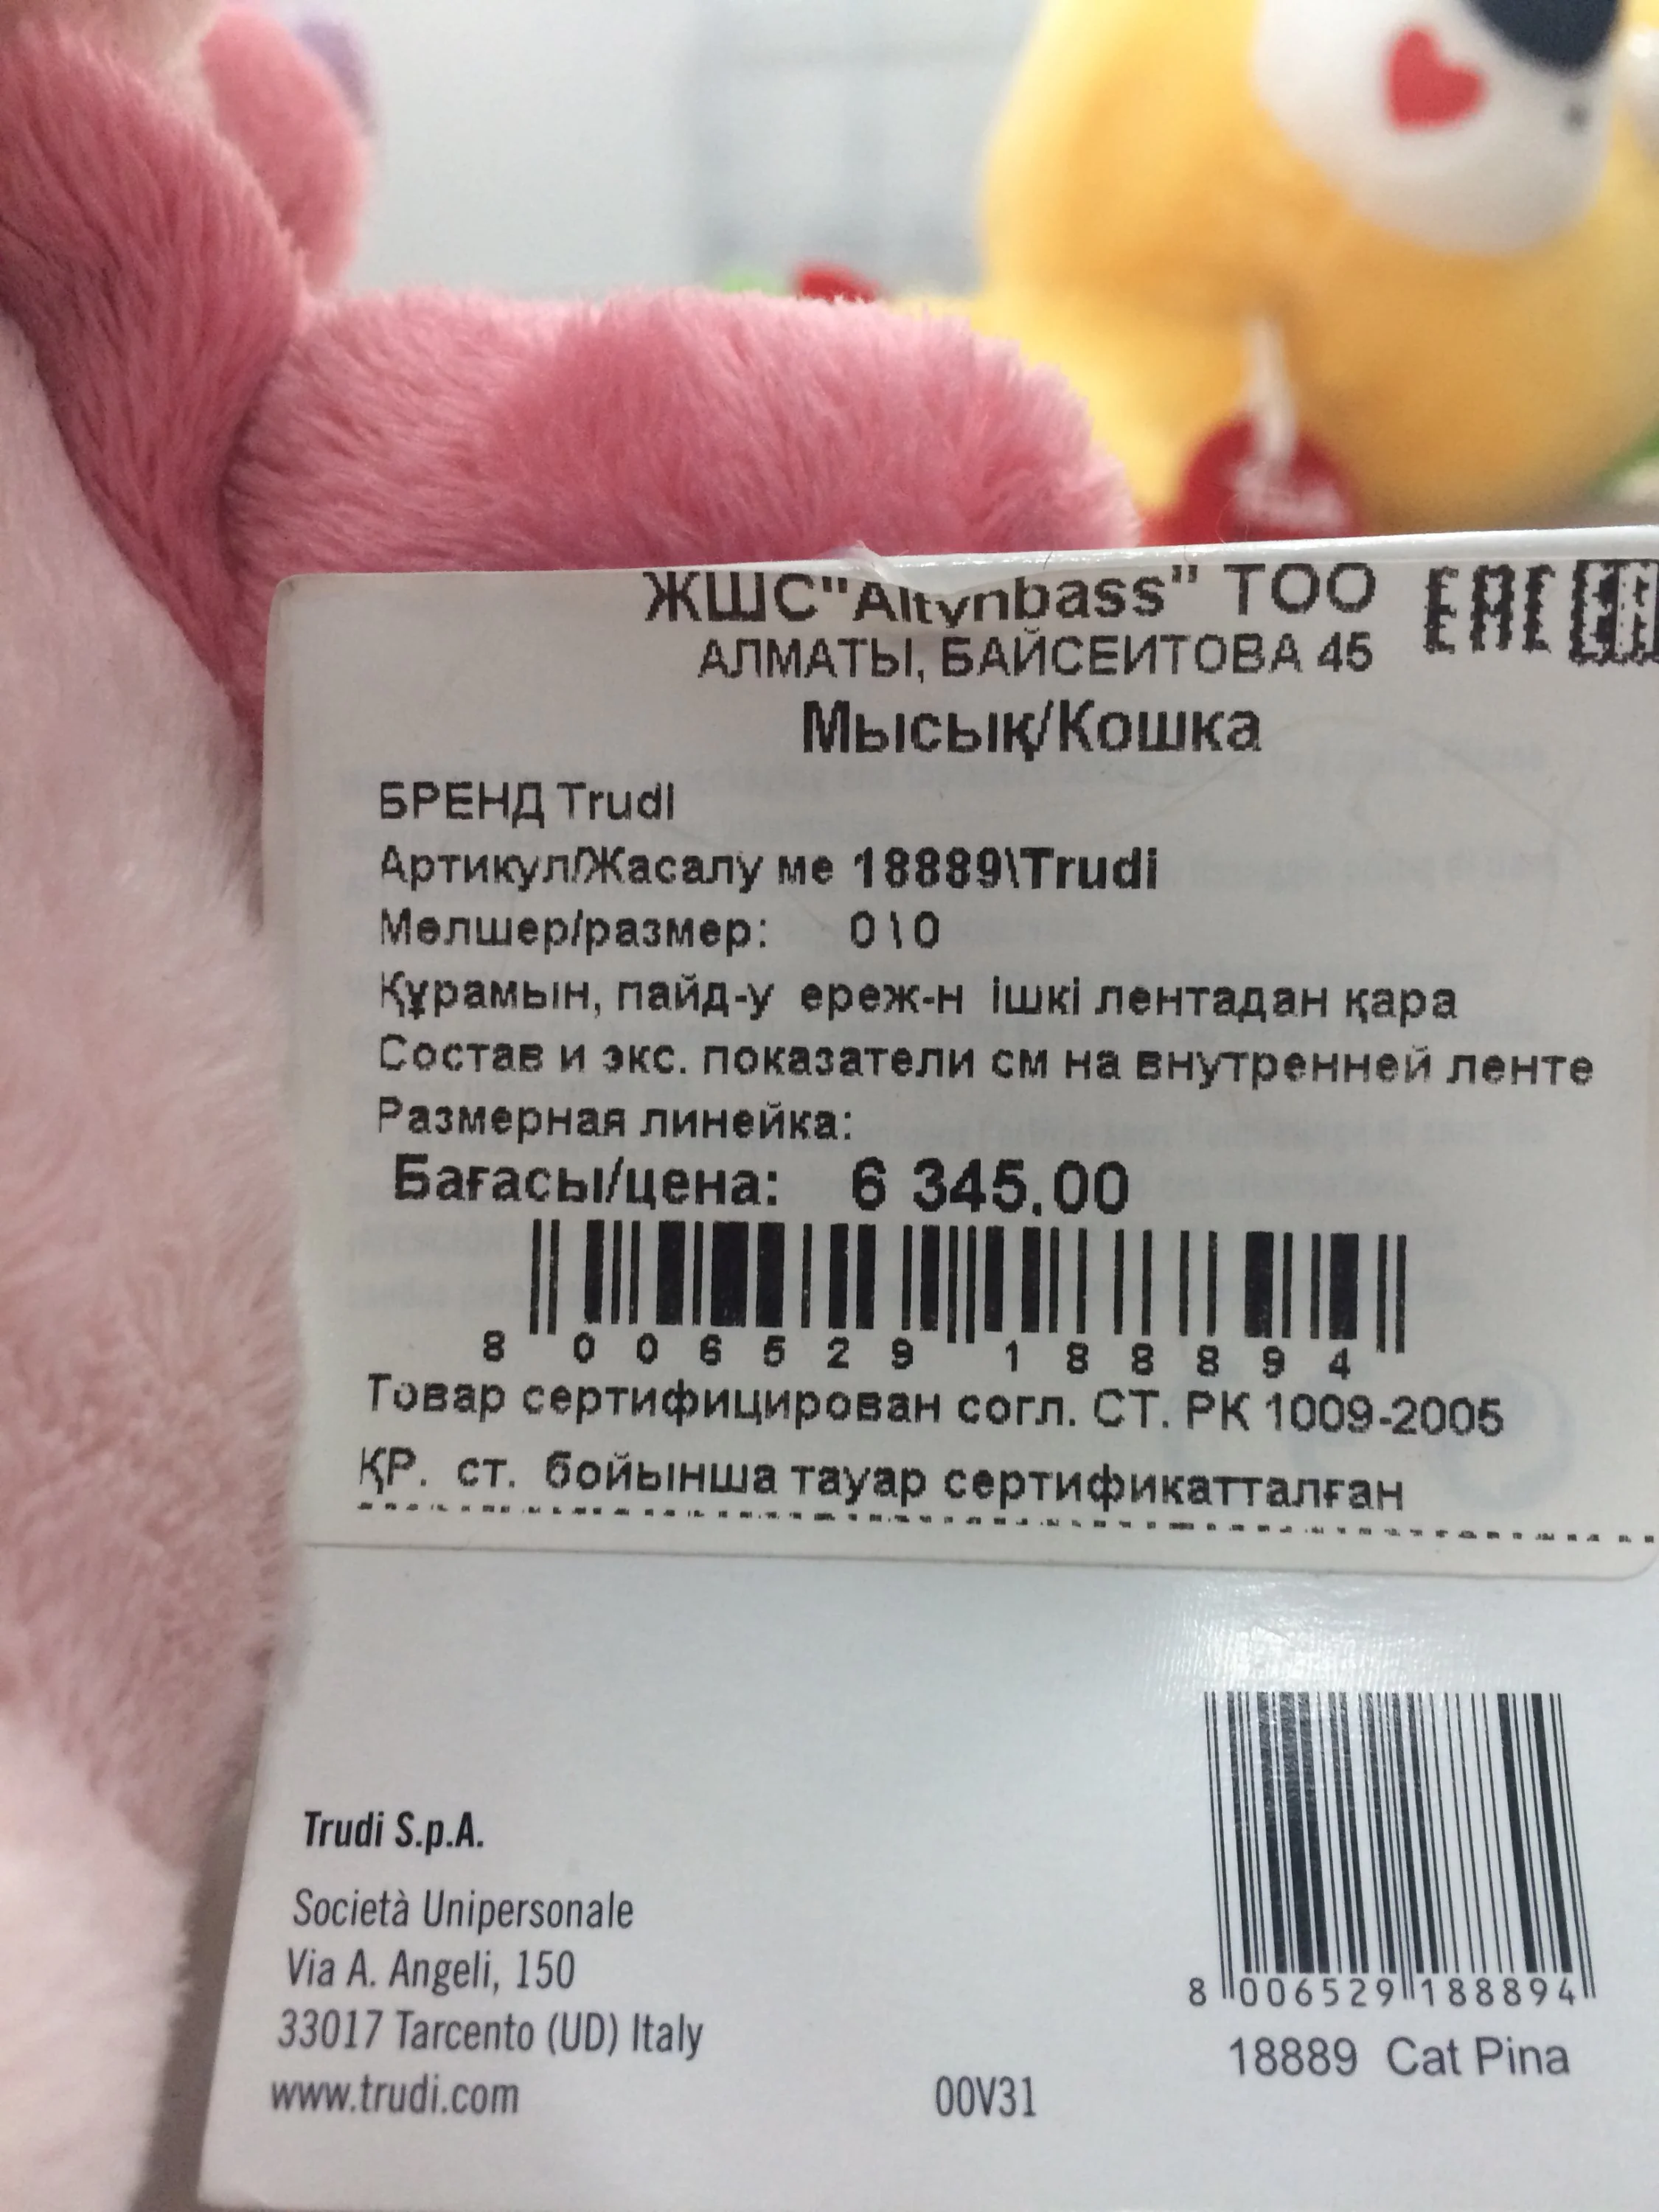 ЖШС"Altynbass" ТОО
EAC
АЛМАТЫ, БАЙСЕИТОВА 45
Мысық/Кошка
БРЕНД Trudi
Артикул/Жасалу ме 18889\Trudi
Мөлшер/размер: 0\0
Құрамын, пайд-у ереж-н ішкі лентадан қара
Состав и экс. показатели см на внутренней ленте
Размерная линейка:
Бағасы/цена: 6 345.00
8 006529 188894
Товар сертифицирован согл. СТ. РК 1009-2005
ҚР. ст. бойынша тауар сертификатталған
Trudi S.p.A.
Società Unipersonale
Via A. Angeli, 150
33017 Tarcento (UD) Italy
www.trudi.com
00V31
8 006529 188894
18889 Cat Pina